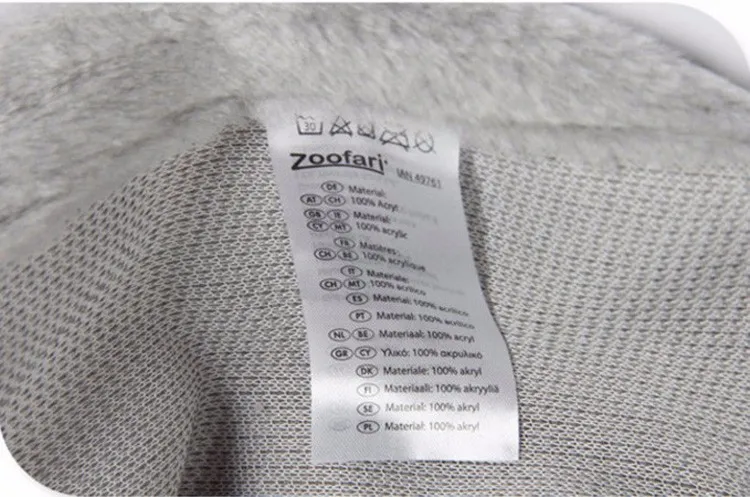 30
Zoofari® IAN 49761
DE Material:
AT CH 100% Acryl
GB IE Material:
CY MT 100% acrylic
FR Matières:
CH BE 100% acrylique
IT Materiale:
CH MT 100% acrilico
ES Material: 100% acrílico
PT Material: 100% acrílico
NL BE Materiaal: 100% acryl
GR CY Υλικό: 100% ακρυλικό
DK Materiale: 100% akryl
FI Materiaali: 100% akryyliä
SE Material: 100% akryl
PL Materiał: 100% akryl